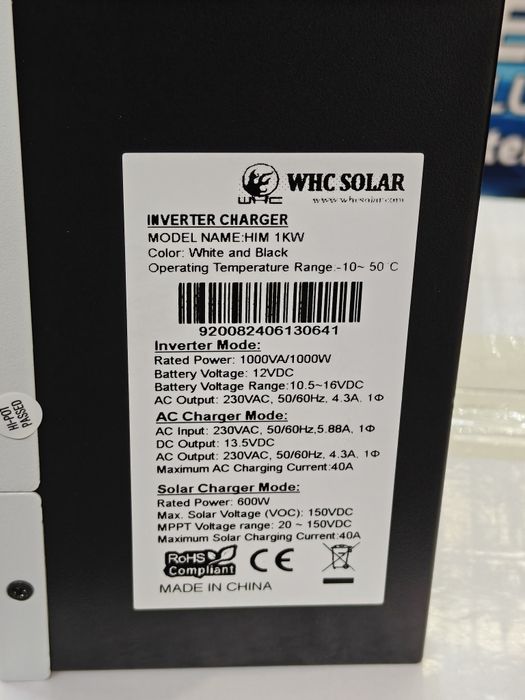 WHC SOLAR
WHC
www.whcsolar.com
INVERTER CHARGER
MODEL NAME:HIM 1KW
Color: White and Black
Operating Temperature Range:-10~ 50°C
920082406130641
Inverter Mode:
Rated Power: 1000VA/1000W
Battery Voltage: 12VDC
Battery Voltage Range:10.5~16VDC
AC Output: 230VAC, 50/60Hz, 4.3A, 1Φ
AC Charger Mode:
AC Input: 230VAC, 50/60Hz,5.88A, 1Φ
DC Output: 13.5VDC
AC Output: 230VAC, 50/60Hz, 4.3A, 1Φ
Maximum AC Charging Current:40A
Solar Charger Mode:
Rated Power: 600W
Max. Solar Voltage (VOC): 150VDC
MPPT Voltage range: 20 ~ 150VDC
Maximum Solar Charging Current:40A
RoHS
Compliant
CE
MADE IN CHINA
HI-POT
PASSED